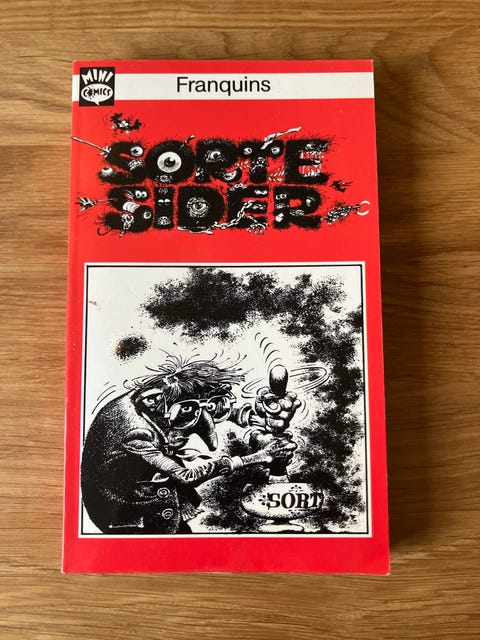 MINI
COMICS
Franquins
SORTE
SIDER
SORT